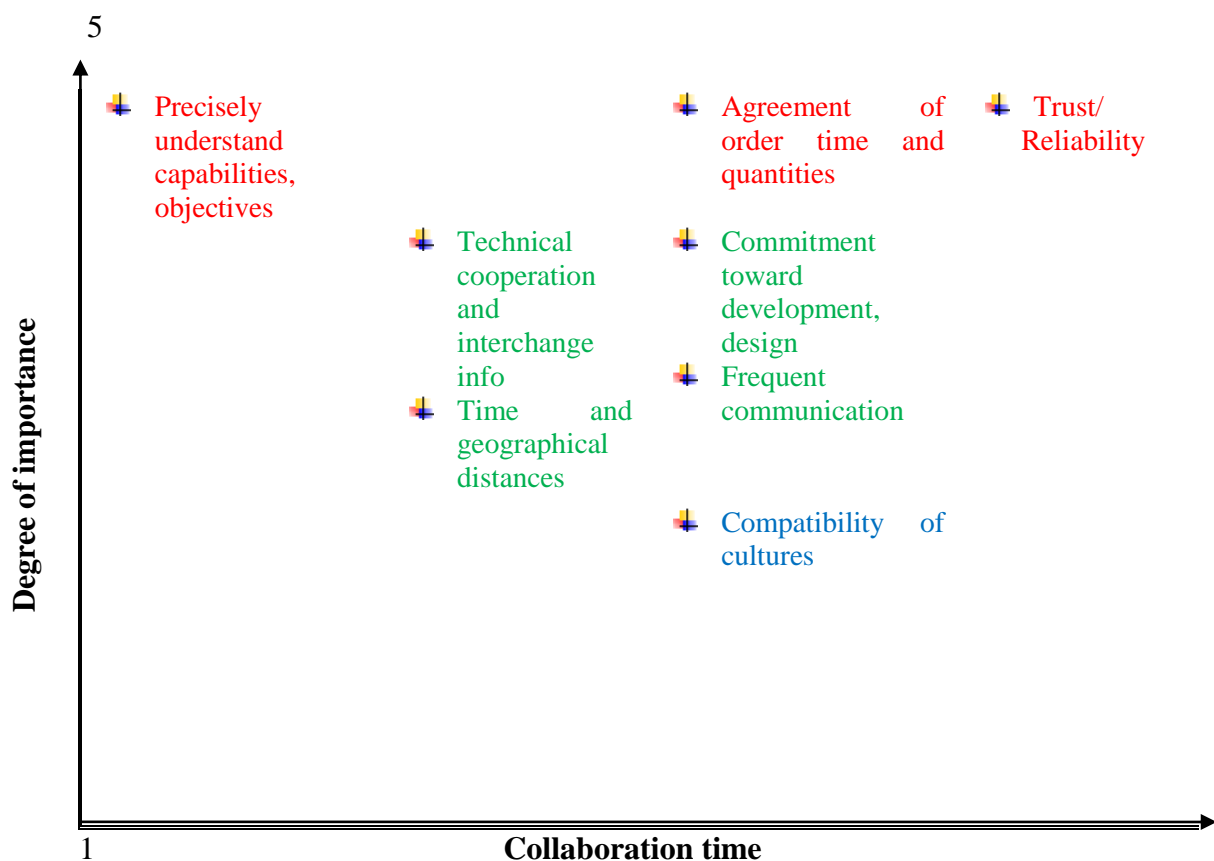 5
Precisely
understand
capabilities,
objectives
Agreement of
order time and
quantities
Trust/
Reliability
Technical
cooperation
and
interchange
info
Time and
geographical
distances
Commitment
toward
development,
design
Frequent
communication
Compatibility of
cultures
Degree of importance
1
Collaboration time